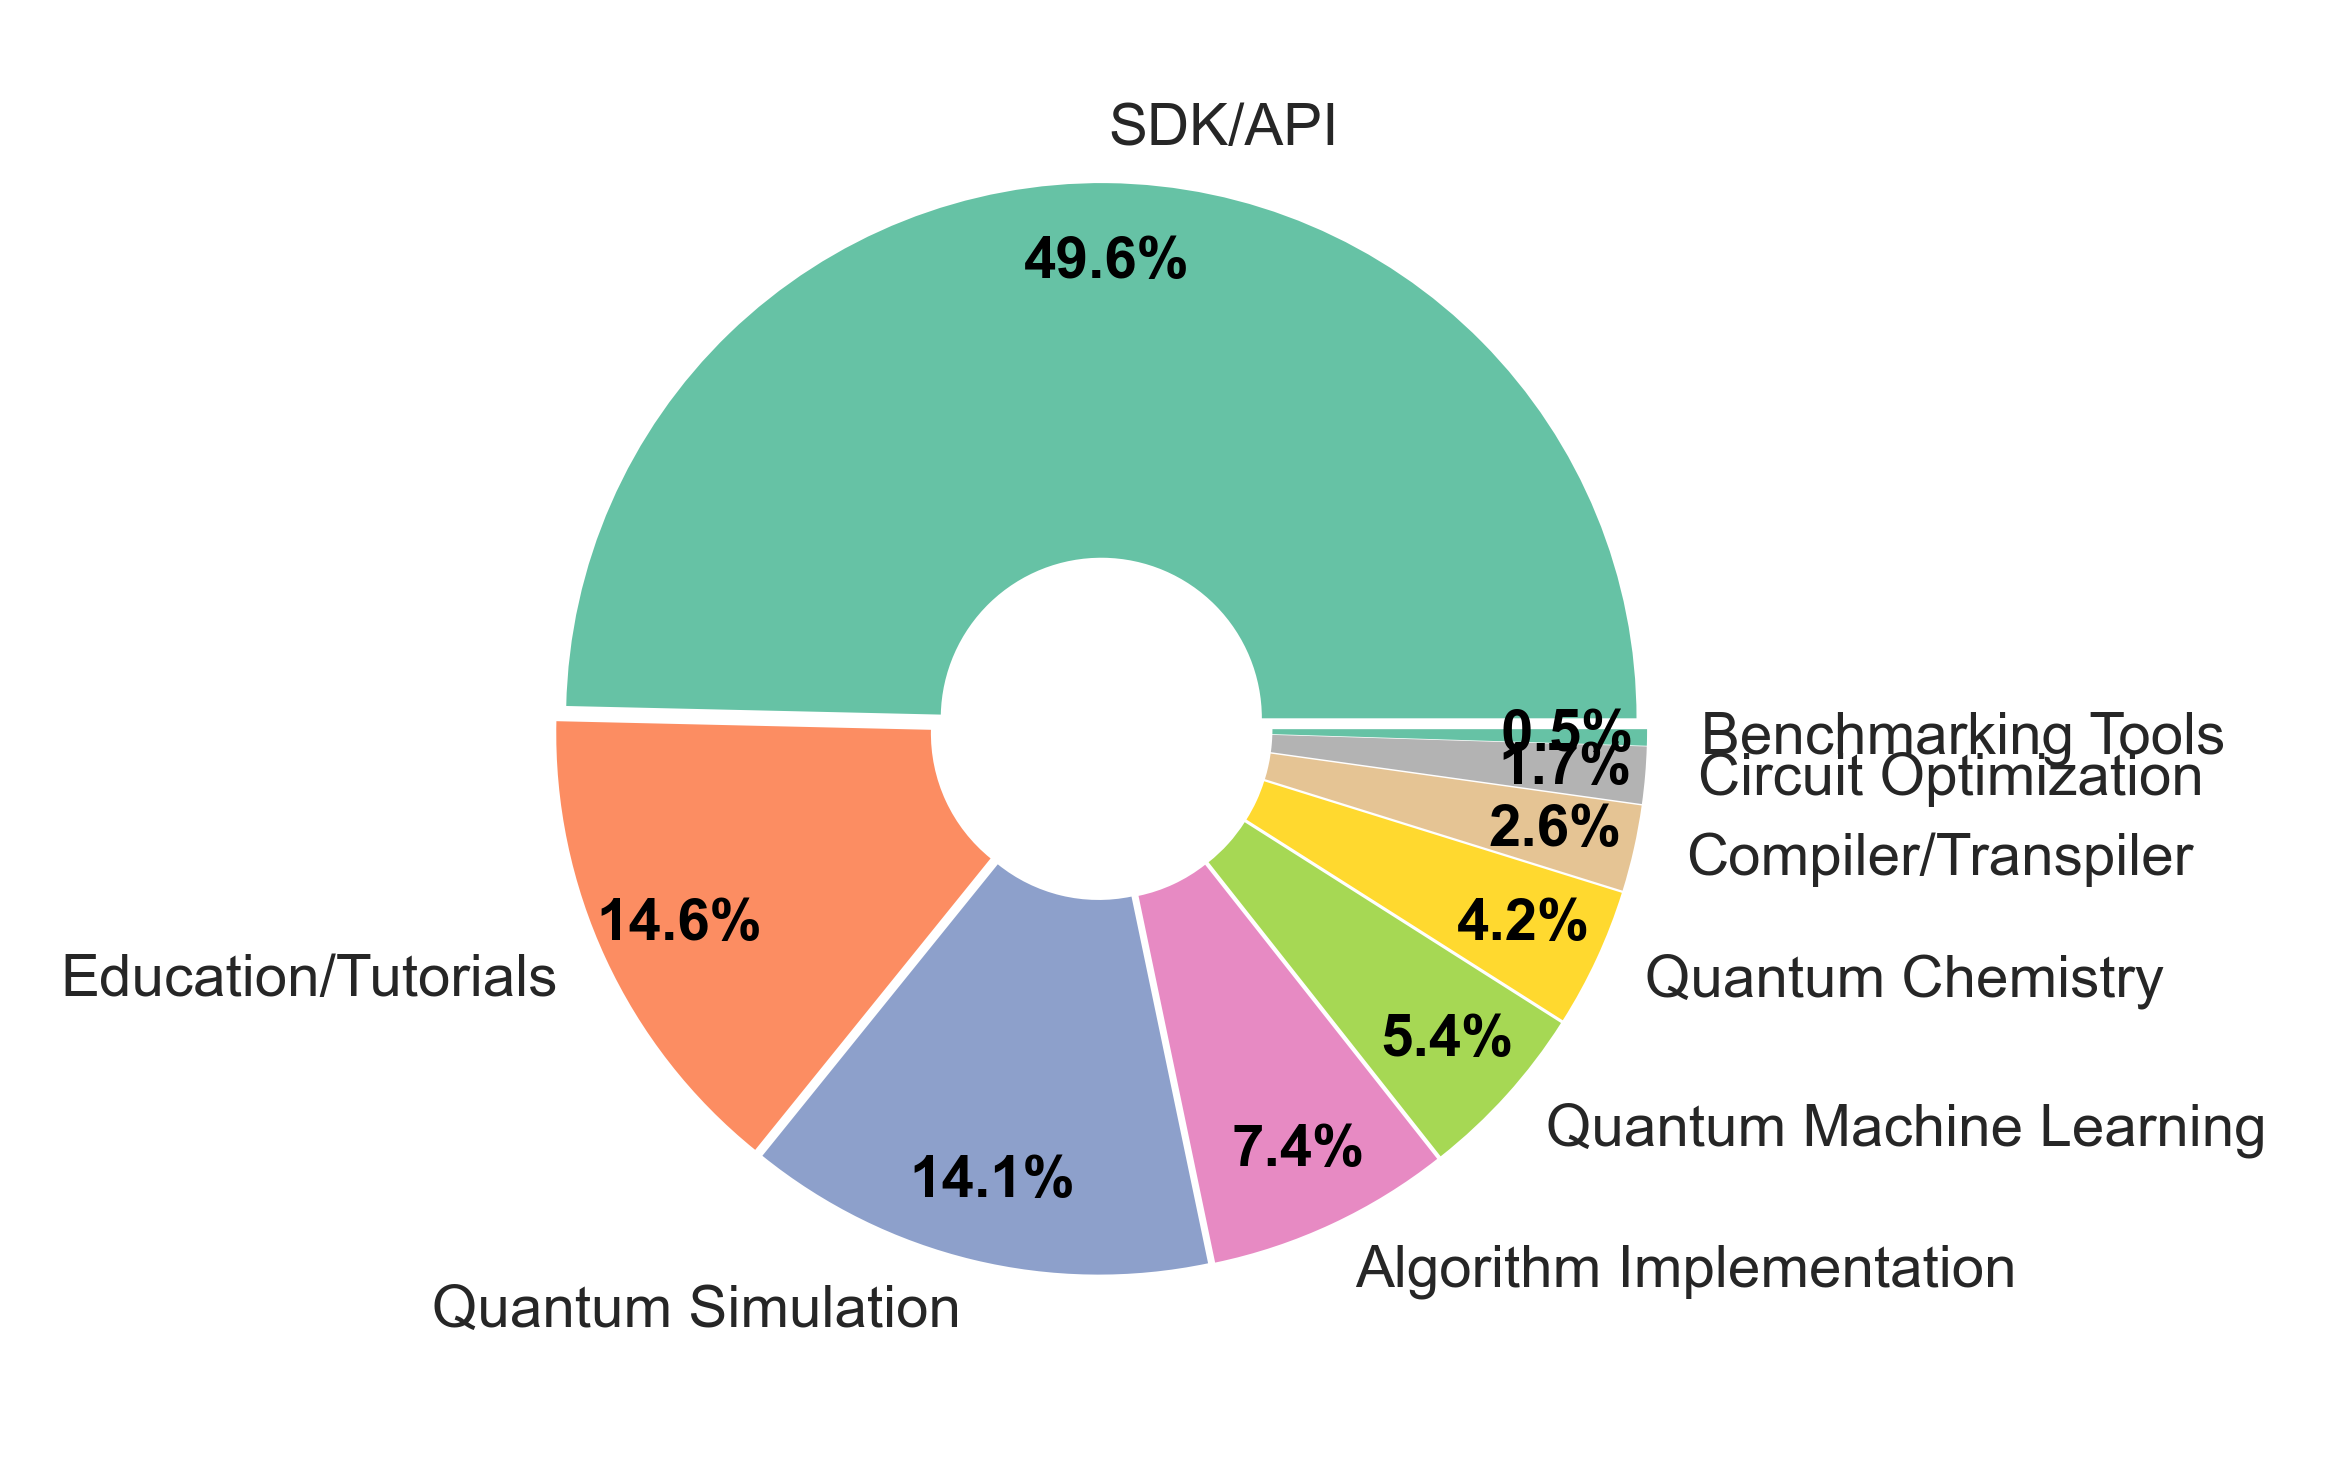 SDK/API
49.6%
0.5%
Benchmarking Tools
1.7%
Circuit Optimization
2.6%
Compiler/Transpiler
4.2%
Quantum Chemistry
14.6%
Education/Tutorials
5.4%
Quantum Machine Learning
7.4%
Algorithm Implementation
14.1%
Quantum Simulation